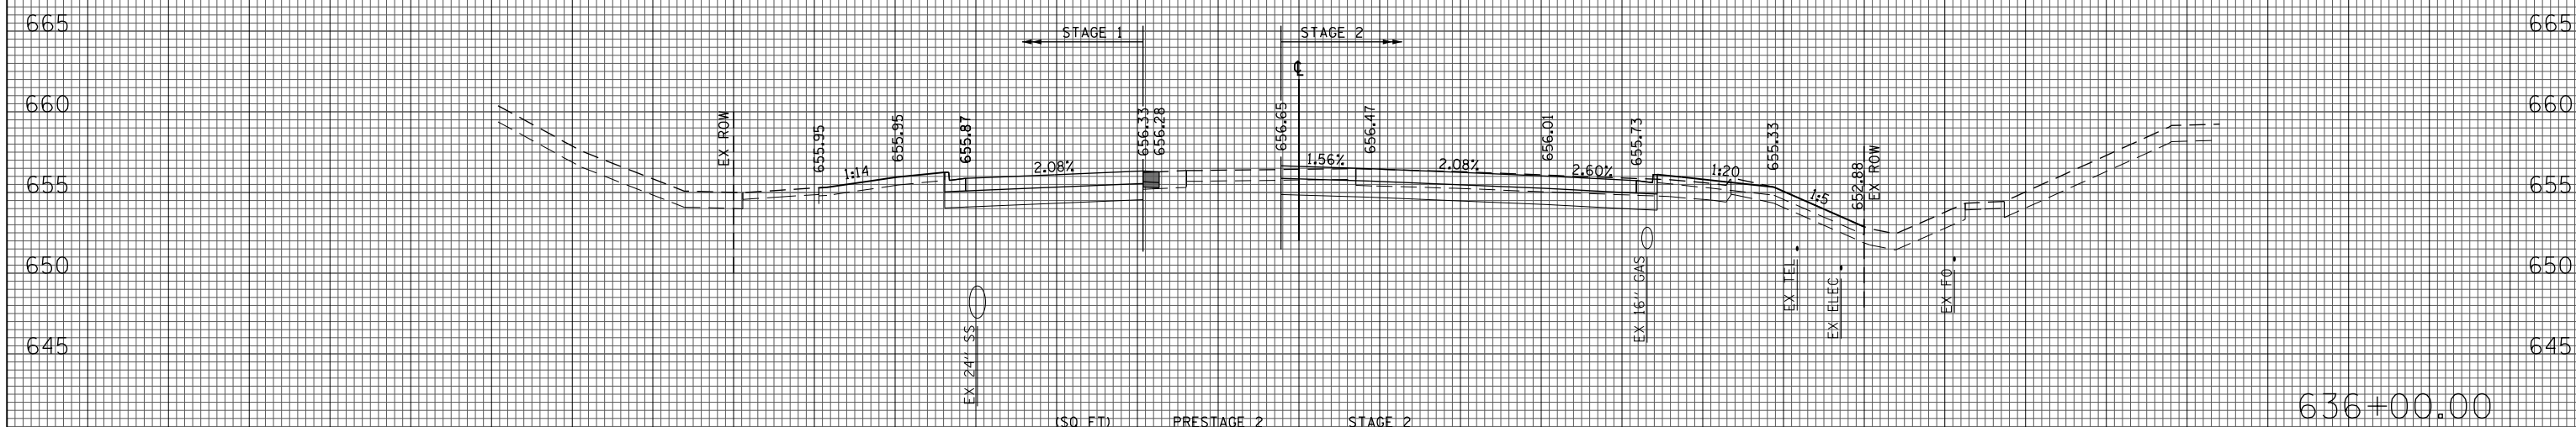 665
665
STAGE 1
STAGE 2
℄
660
660
EX ROW
655.95
655.95
655.87
656.33
656.28
656.65
656.47
656.01
655.73
655.33
652.88
EX ROW
655
655
1:14
2.08%
1.56%
2.08%
2.60%
1:20
1:5
650
650
EX 24" SS
EX 16" GAS
EX TEL
EX ELEC
EX FO
645
645
636+00.00
(SQ FT)
PRESTAGE 2
STAGE 2